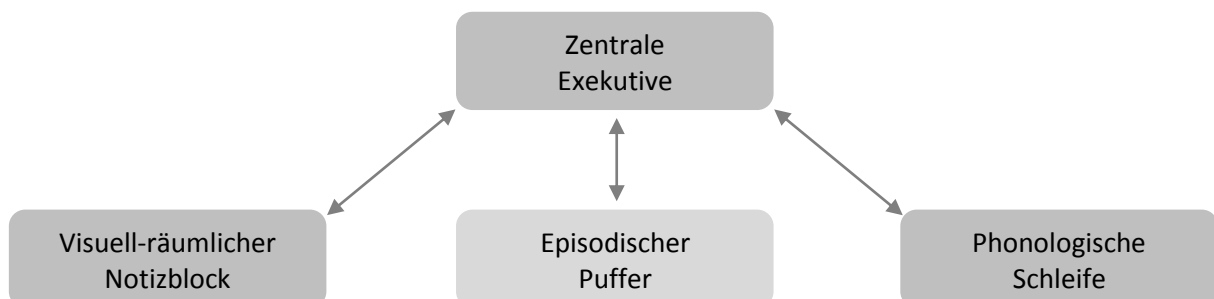 Zentrale
Exekutive
Visuell-räumlicher
Notizblock
Episodischer
Puffer
Phonologische
Schleife